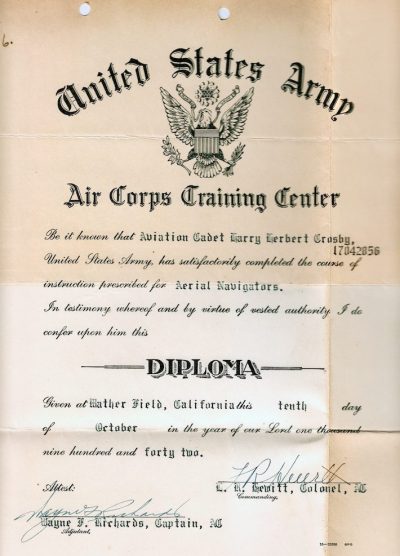 6.
United States Army
Air Corps Training Center
Be it known that Aviation Cadet Harry Herbert Crosby,
17042056
United States Army, has satisfactorily completed the course of
instruction prescribed for Aerial Navigators.
In testimony whereof and by virtue of vested authority I do
confer upon him this
DIPLOMA
Given at Mather Field, California this tenth day
of October in the year of our Lord one thousand
nine hundred and forty two.
Attest:
L. R. Hewitt, Colonel, AC
Commanding.
Wayne F. Richards
Wayne F. Richards, Captain, AC
Adjutant.